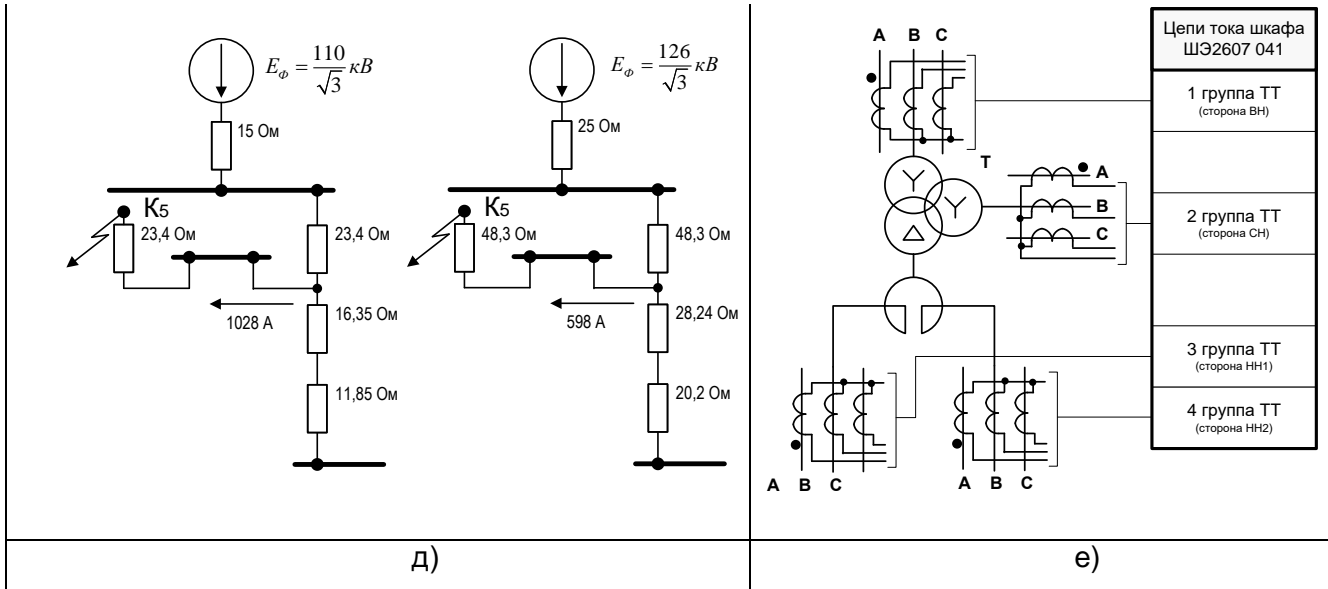 E_Ф = 110/√3 кВ
15 Ом
К5
23,4 Ом
23,4 Ом
1028 А
16,35 Ом
11,85 Ом
E_Ф = 126/√3 кВ
25 Ом
К5
48,3 Ом
48,3 Ом
598 А
28,24 Ом
20,2 Ом
д)
A B C
Т
A
B
C
A B C
A B C
Цепи тока шкафа
ШЭ2607 041
1 группа ТТ
(сторона ВН)
2 группа ТТ
(сторона СН)
3 группа ТТ
(сторона НН1)
4 группа ТТ
(сторона НН2)
е)